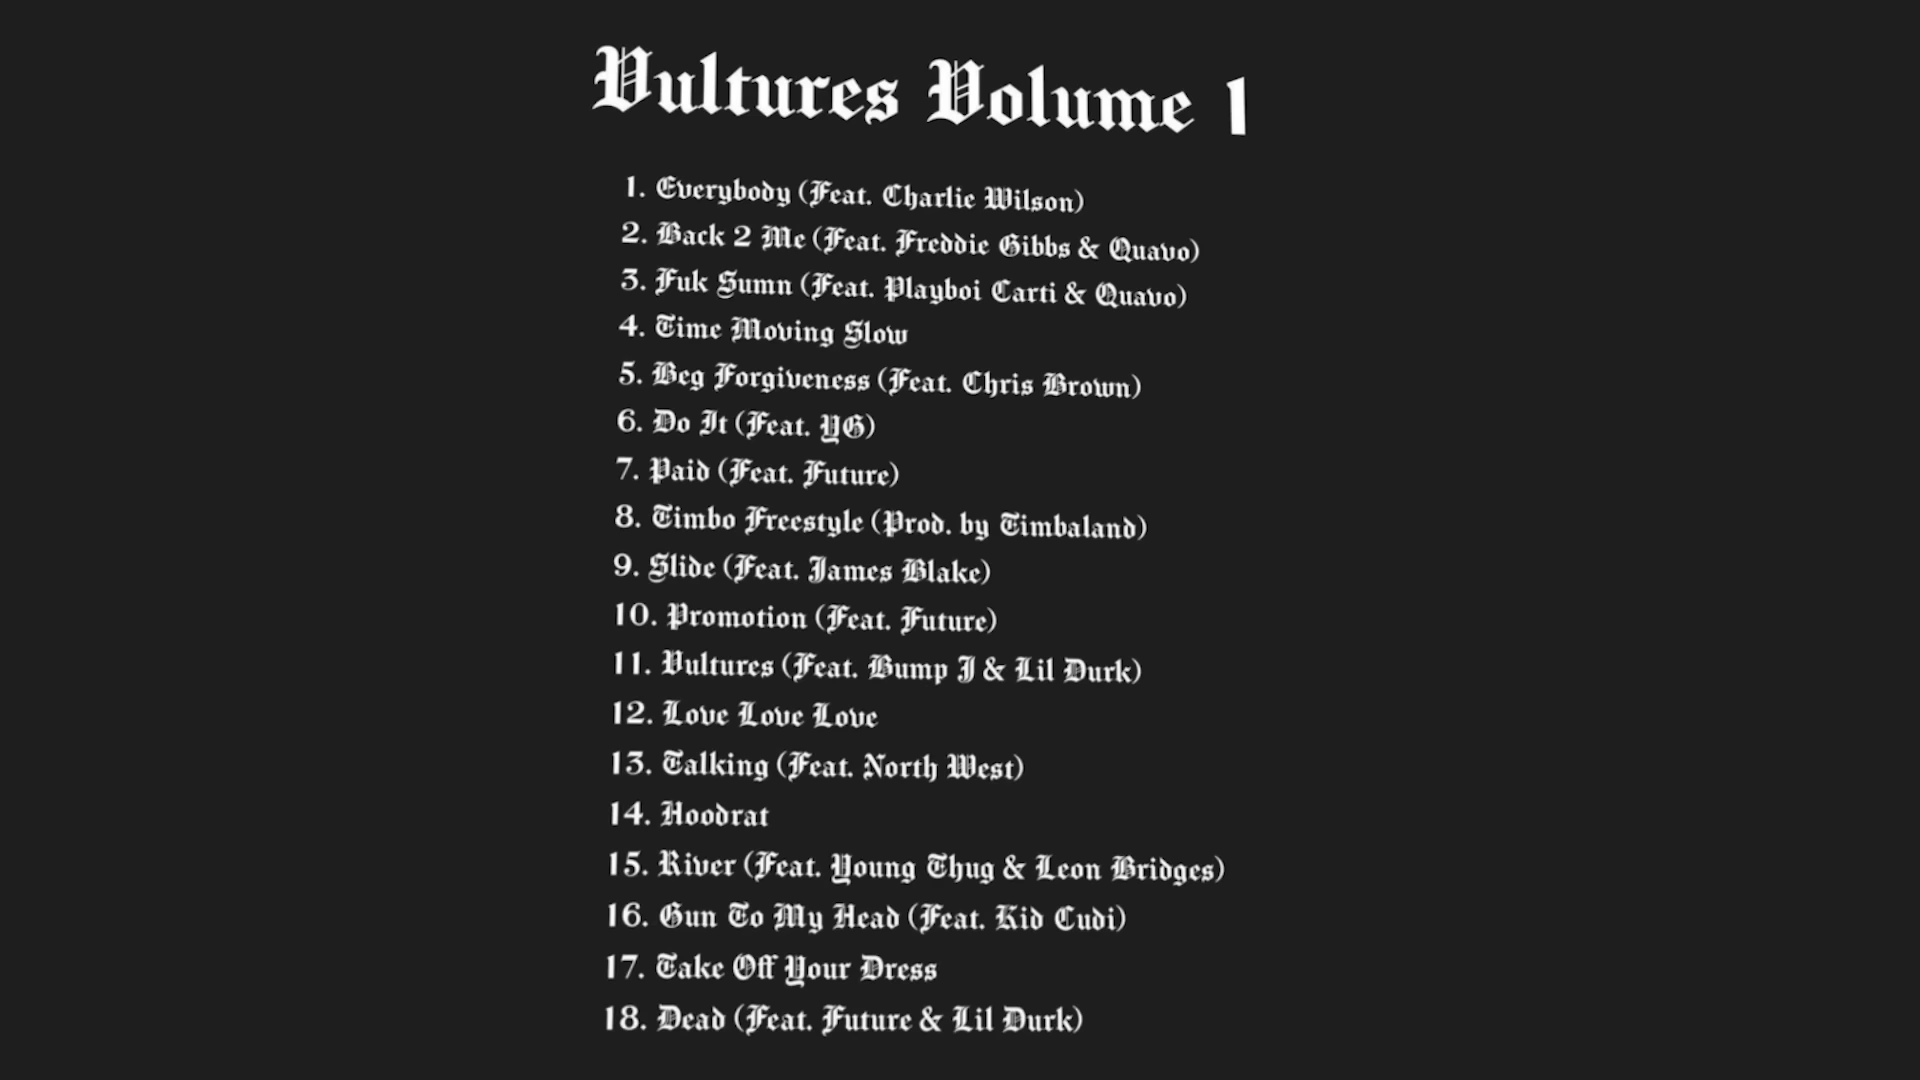 Vultures Volume 1
1. Everybody (Feat. Charlie Wilson)
2. Back 2 Me (Feat. Freddie Gibbs & Quavo)
3. Fuk Sumn (Feat. Playboi Carti & Quavo)
4. Time Moving Slow
5. Beg Forgiveness (Feat. Chris Brown)
6. Do It (Feat. YG)
7. Paid (Feat. Future)
8. Timbo Freestyle (Prod. by Timbaland)
9. Slide (Feat. James Blake)
10. Promotion (Feat. Future)
11. Vultures (Feat. Bump J & Lil Durk)
12. Love Love Love
13. Talking (Feat. North West)
14. Hoodrat
15. River (Feat. Young Thug & Leon Bridges)
16. Gun To My Head (Feat. Kid Cudi)
17. Take Off Your Dress
18. Dead (Feat. Future & Lil Durk)